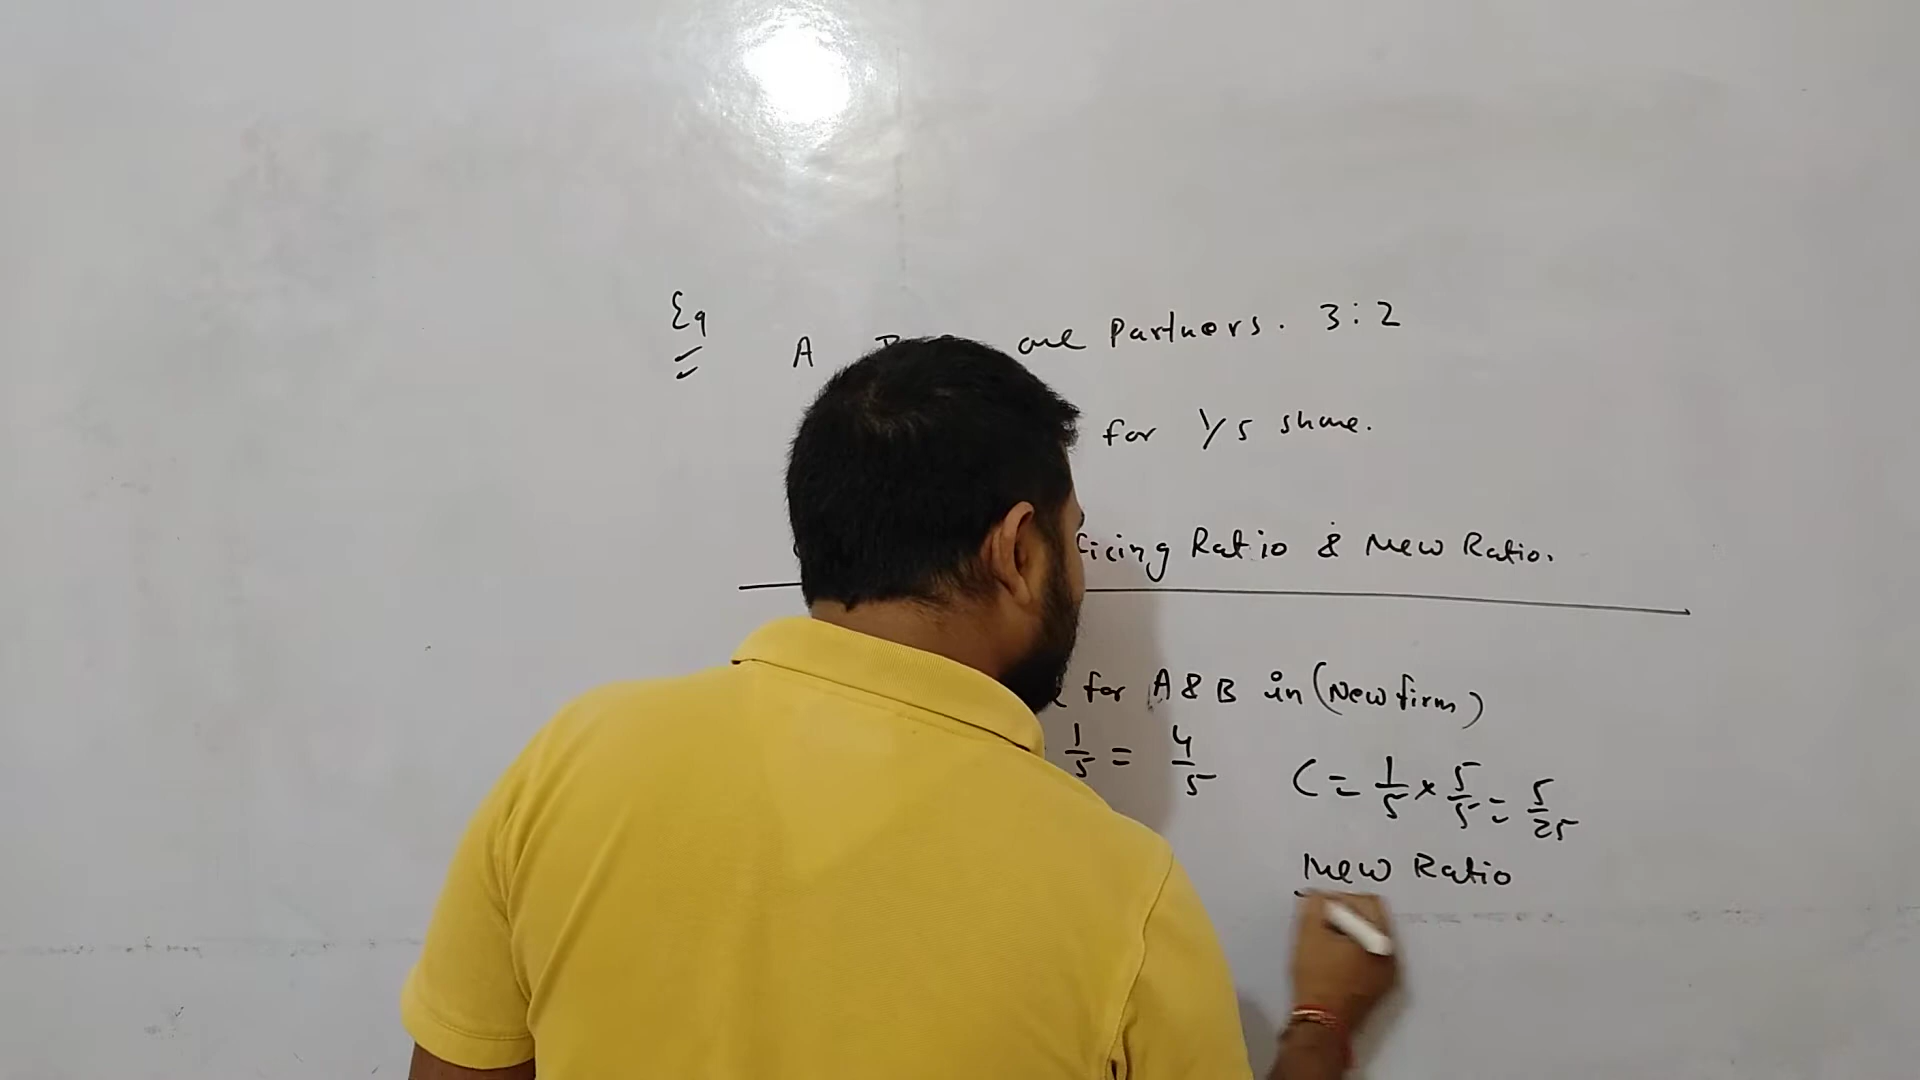 Eg A are Partners. 3:2
for 1/5 share.
Ratio & New Ratio.
for A & B in (New firm)
1/5 = 4/5
C = 1/5 × 5/5 = 5/25
New Ratio